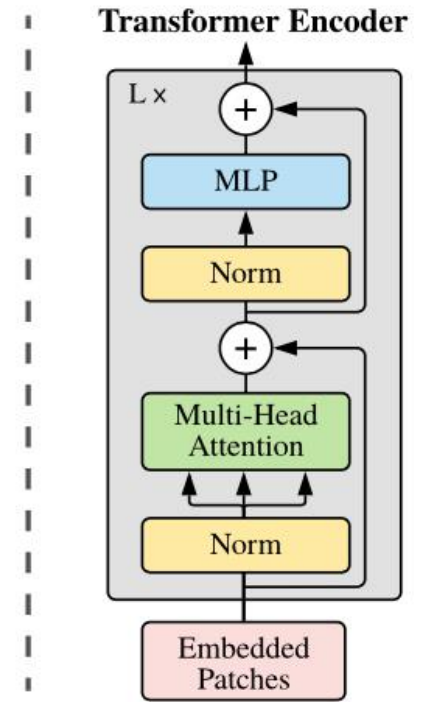 Transformer Encoder
L ×
+
MLP
Norm
+
Multi-Head
Attention
Norm
Embedded
Patches